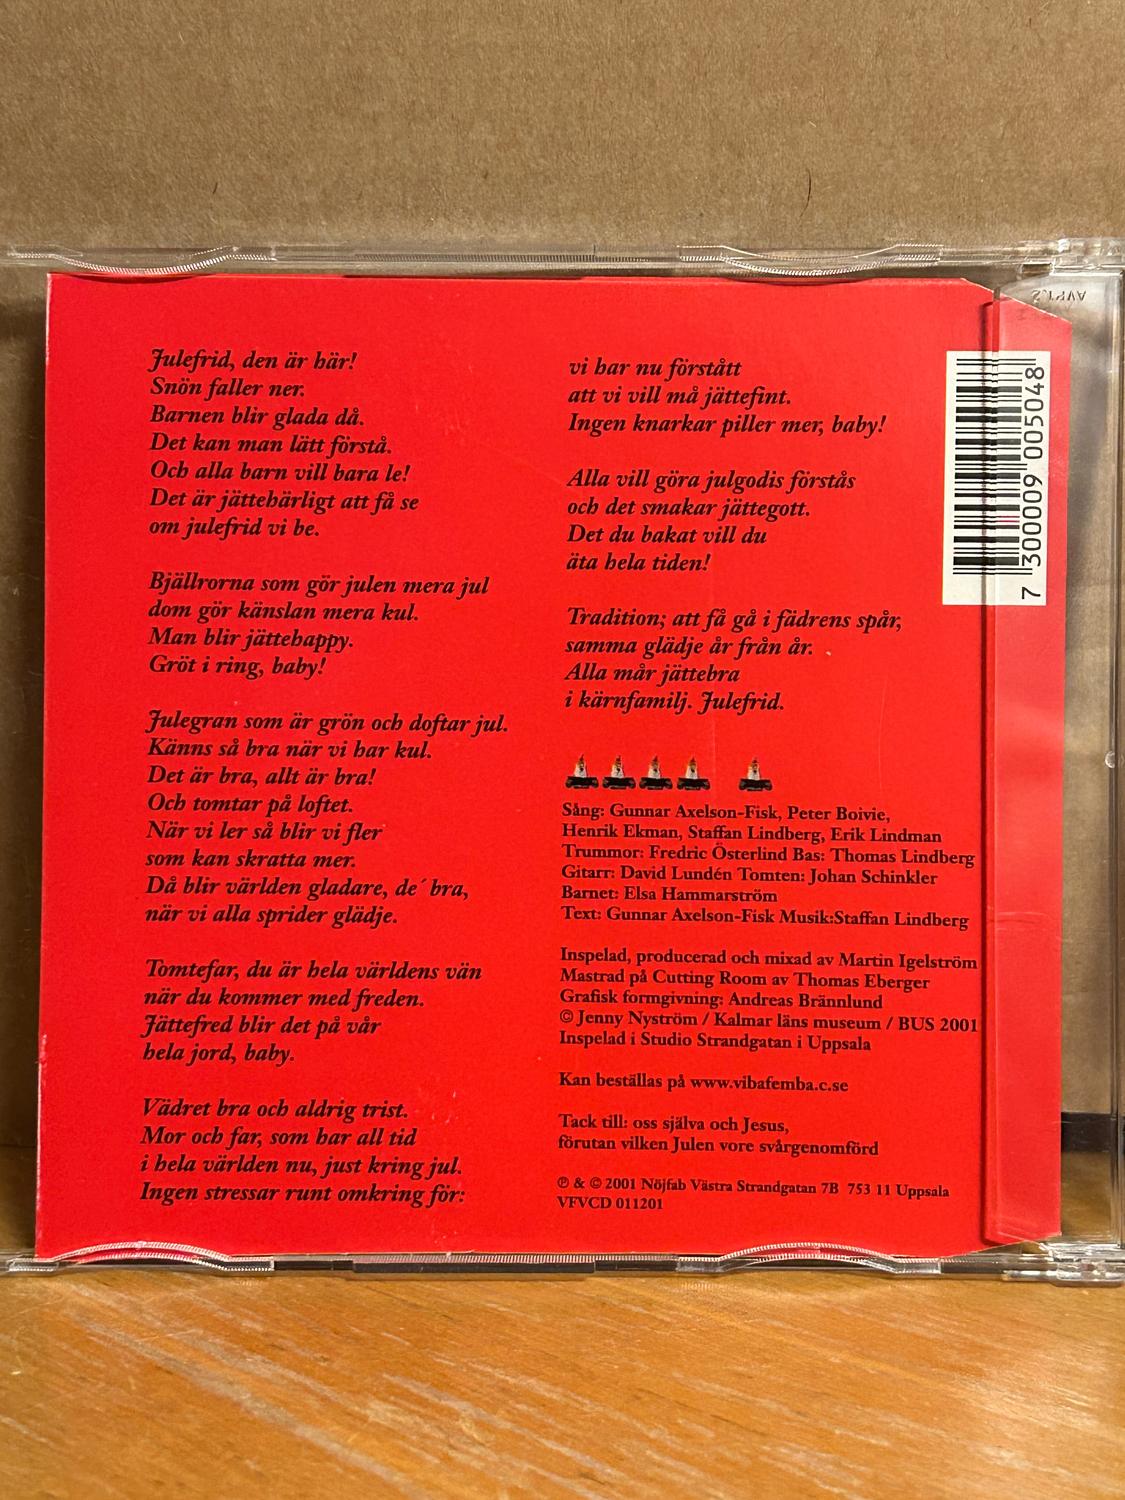 Julefrid, den är här!
Snön faller ner.
Barnen blir glada då.
Det kan man lätt förstå.
Och alla barn vill bara le!
Det är jättehärligt att få se
om julefrid vi be.
Bjällrorna som gör julen mera jul
dom gör känslan mera kul.
Man blir jättehappy.
Gröt i ring, baby!
Julegran som är grön och doftar jul.
Känns så bra när vi har kul.
Det är bra, allt är bra!
Och tomtar på loftet.
När vi ler så blir vi fler
som kan skratta mer.
Då blir världen gladare, de´ bra,
när vi alla sprider glädje.
Tomtefar, du är hela världens vän
när du kommer med freden.
Jättefred blir det på vår
hela jord, baby.
Vädret bra och aldrig trist.
Mor och far, som har all tid
i hela världen nu, just kring jul.
Ingen stressar runt omkring för:
vi har nu förstått
att vi vill må jättefint.
Ingen knarkar piller mer, baby!
Alla vill göra julgodis förstås
och det smakar jättegott.
Det du bakat vill du
äta hela tiden!
Tradition; att få gå i fädrens spår,
samma glädje år från år.
Alla mår jättebra
i kärnfamilj. Julefrid.
Sång: Gunnar Axelson-Fisk, Peter Boivie,
Henrik Ekman, Staffan Lindberg, Erik Lindman
Trummor: Fredric Österlind Bas: Thomas Lindberg
Gitarr: David Lundén Tomten: Johan Schinkler
Barnet: Elsa Hammarström
Text: Gunnar Axelson-Fisk Musik:Staffan Lindberg
Inspelad, producerad och mixad av Martin Igelström
Mastrad på Cutting Room av Thomas Eberger
Grafisk formgivning: Andreas Brännlund
© Jenny Nyström / Kalmar läns museum / BUS 2001
Inspelad i Studio Strandgatan i Uppsala
Kan beställas på www.vibafemba.c.se
Tack till: oss själva och Jesus,
förutan vilken Julen vore svårgenomförd
℗ & © 2001 Nöjfab Västra Strandgatan 7B 753 11 Uppsala
VFVCD 011201
7 300009 005048
AVP1.2